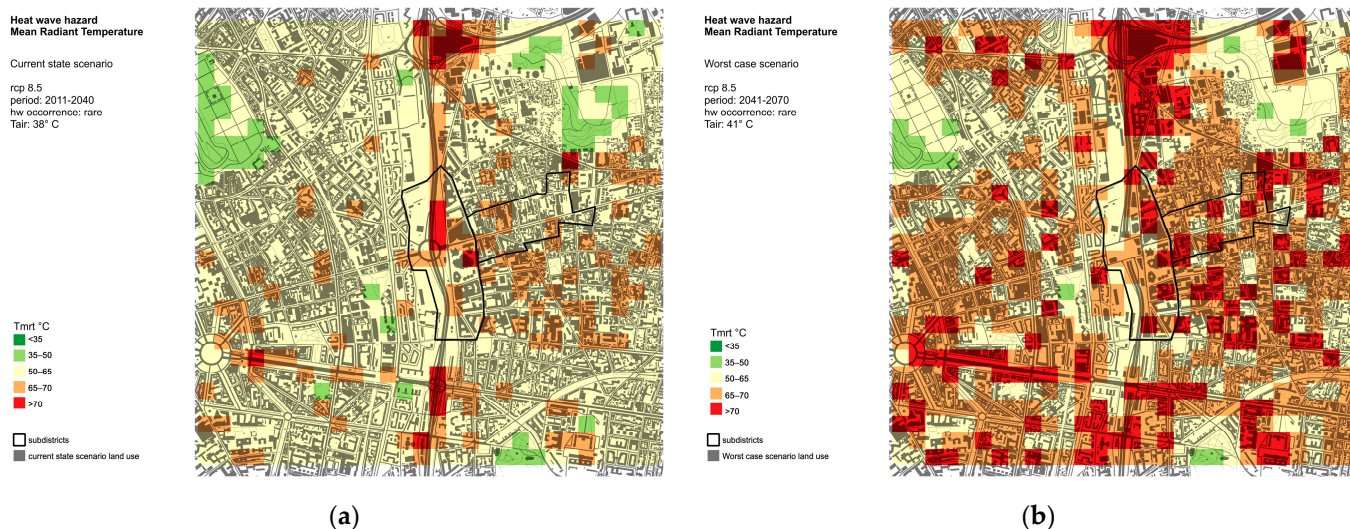 Heat wave hazard
Mean Radiant Temperature
Current state scenario
rcp 8.5
period: 2011-2040
hw occorrence: rare
Tair: 38° C
Tmrt °C
<35
35–50
50–65
65–70
>70
subdistricts
current state scenario land use
(a)
Heat wave hazard
Mean Radiant Temperature
Worst case scenario
rcp 8.5
period: 2041-2070
hw occorrence: rare
Tair: 41° C
Tmrt °C
<35
35–50
50–65
65–70
>70
subdistricts
Worst case scenario land use
(b)